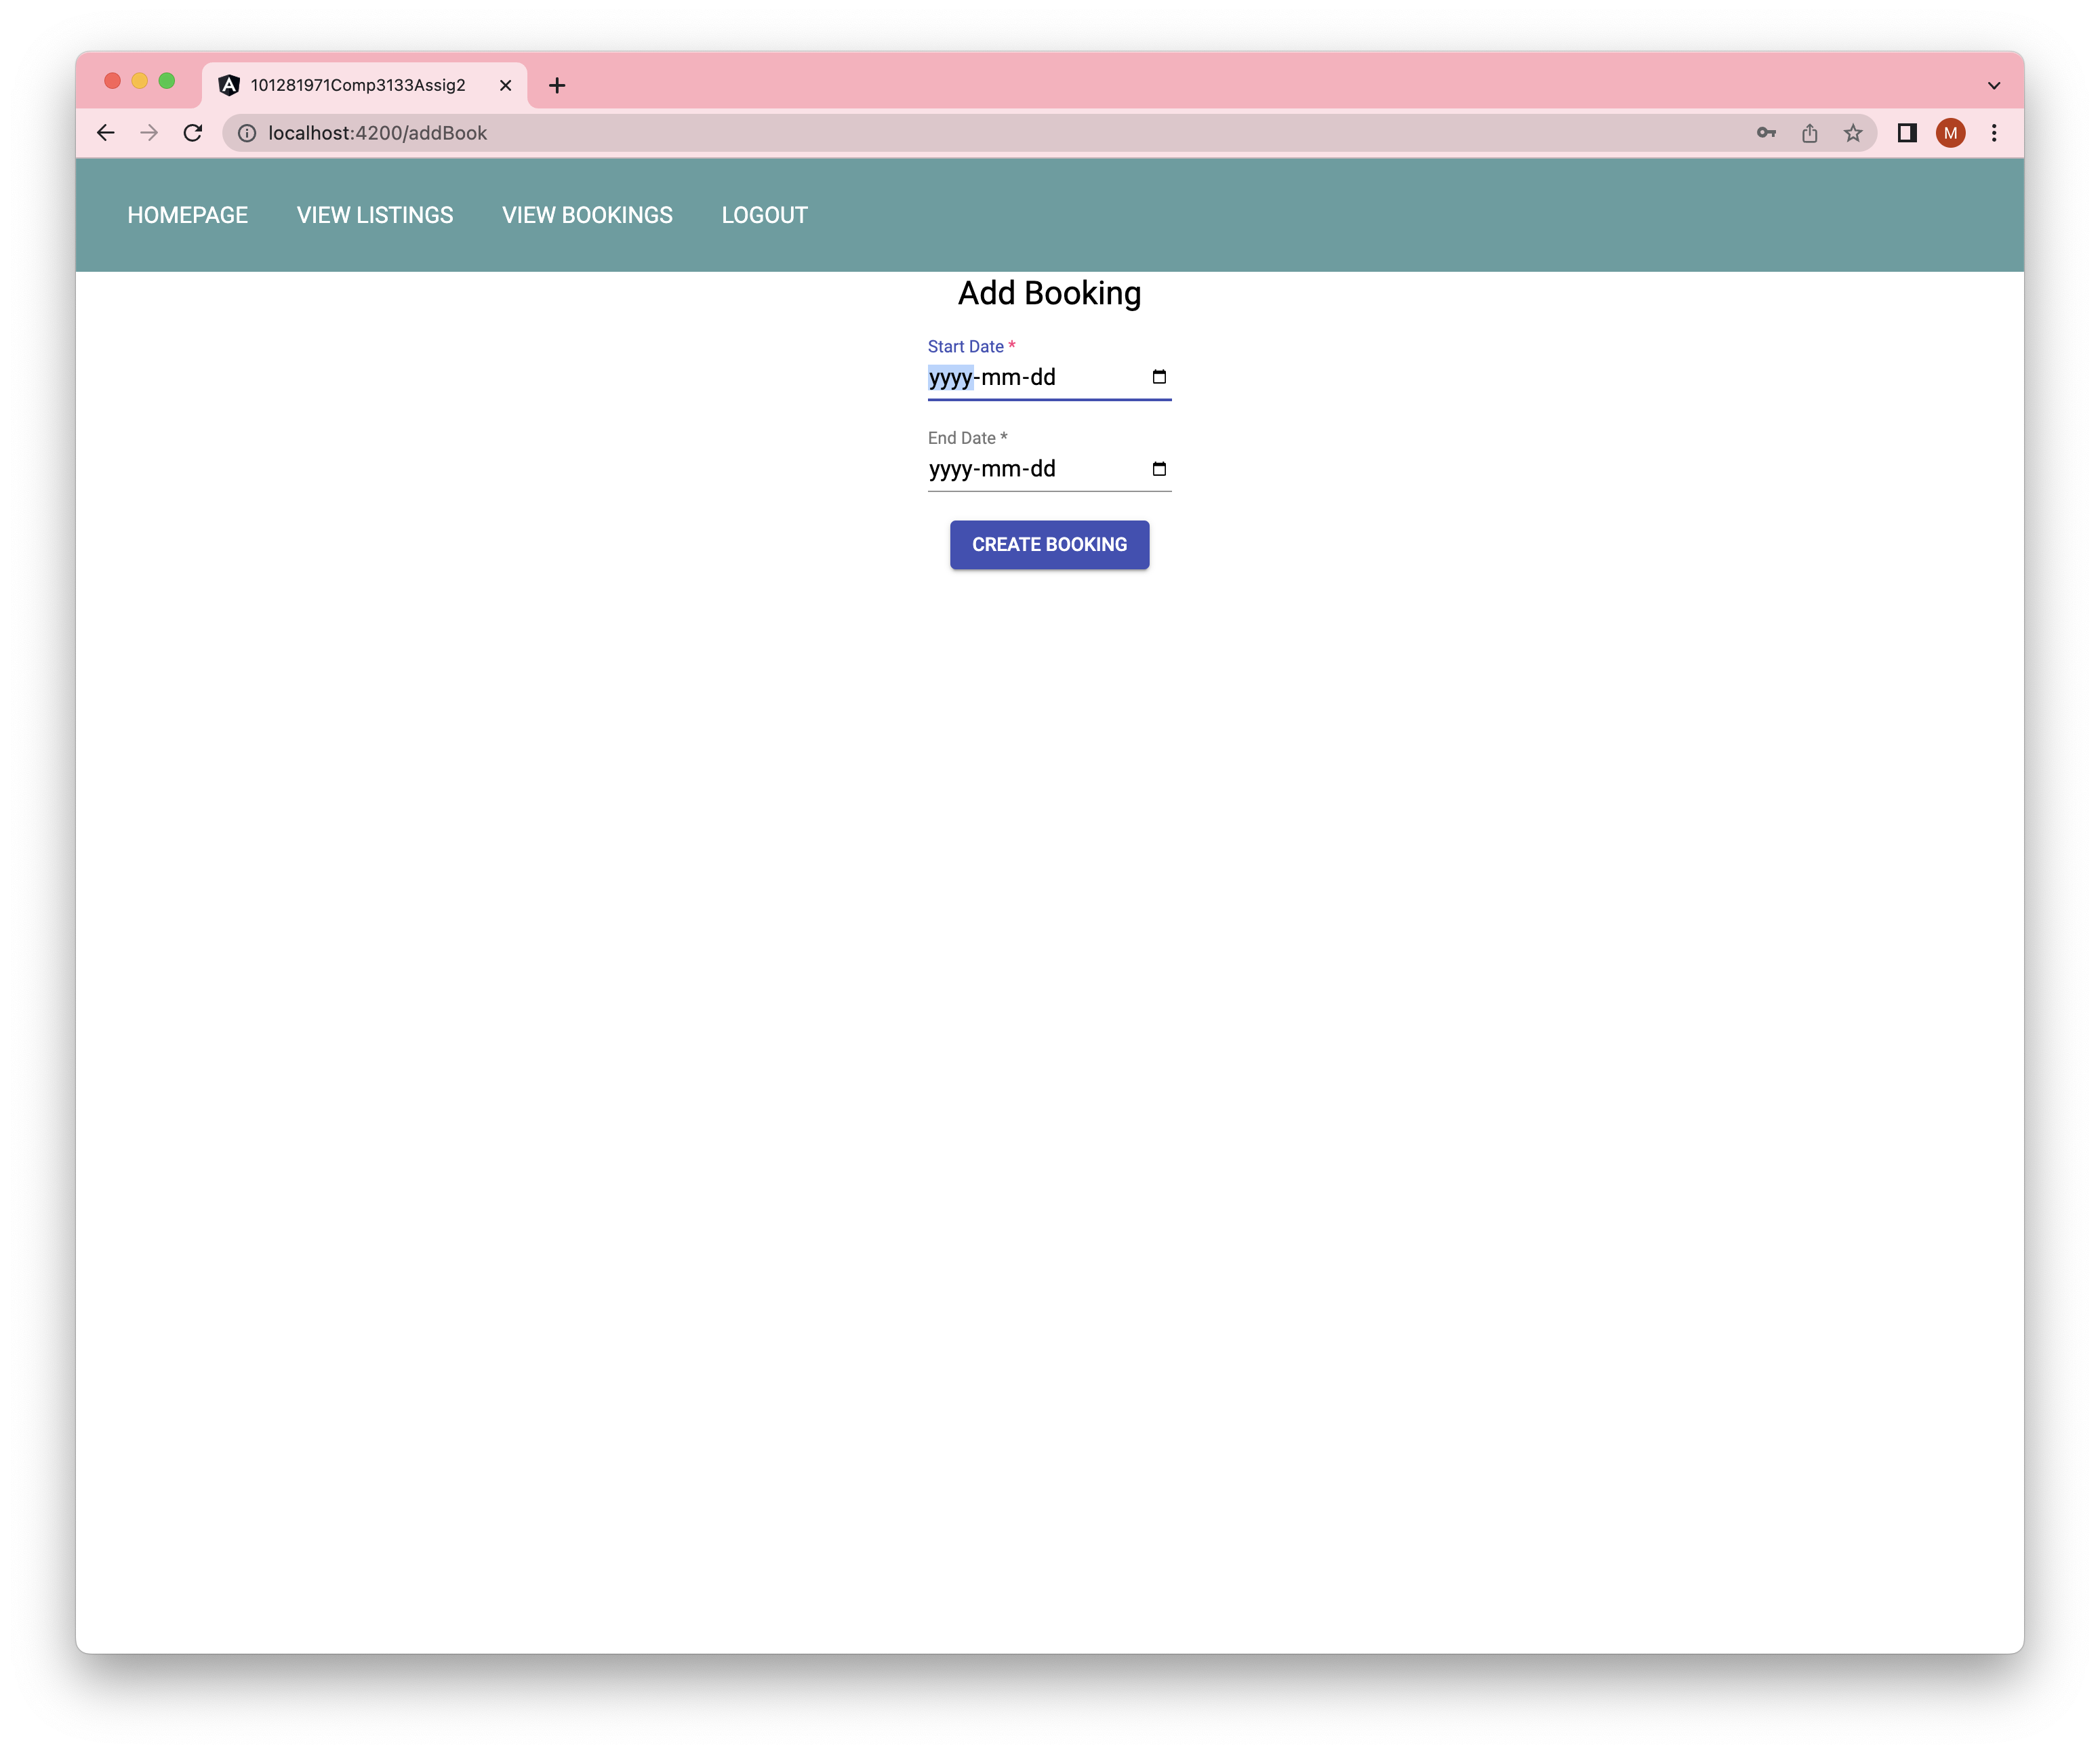 101281971Comp3133Assig2
localhost:4200/addBook
M
HOMEPAGE VIEW LISTINGS VIEW BOOKINGS LOGOUT
Add Booking
Start Date *
yyyy-mm-dd
End Date *
yyyy-mm-dd
CREATE BOOKING